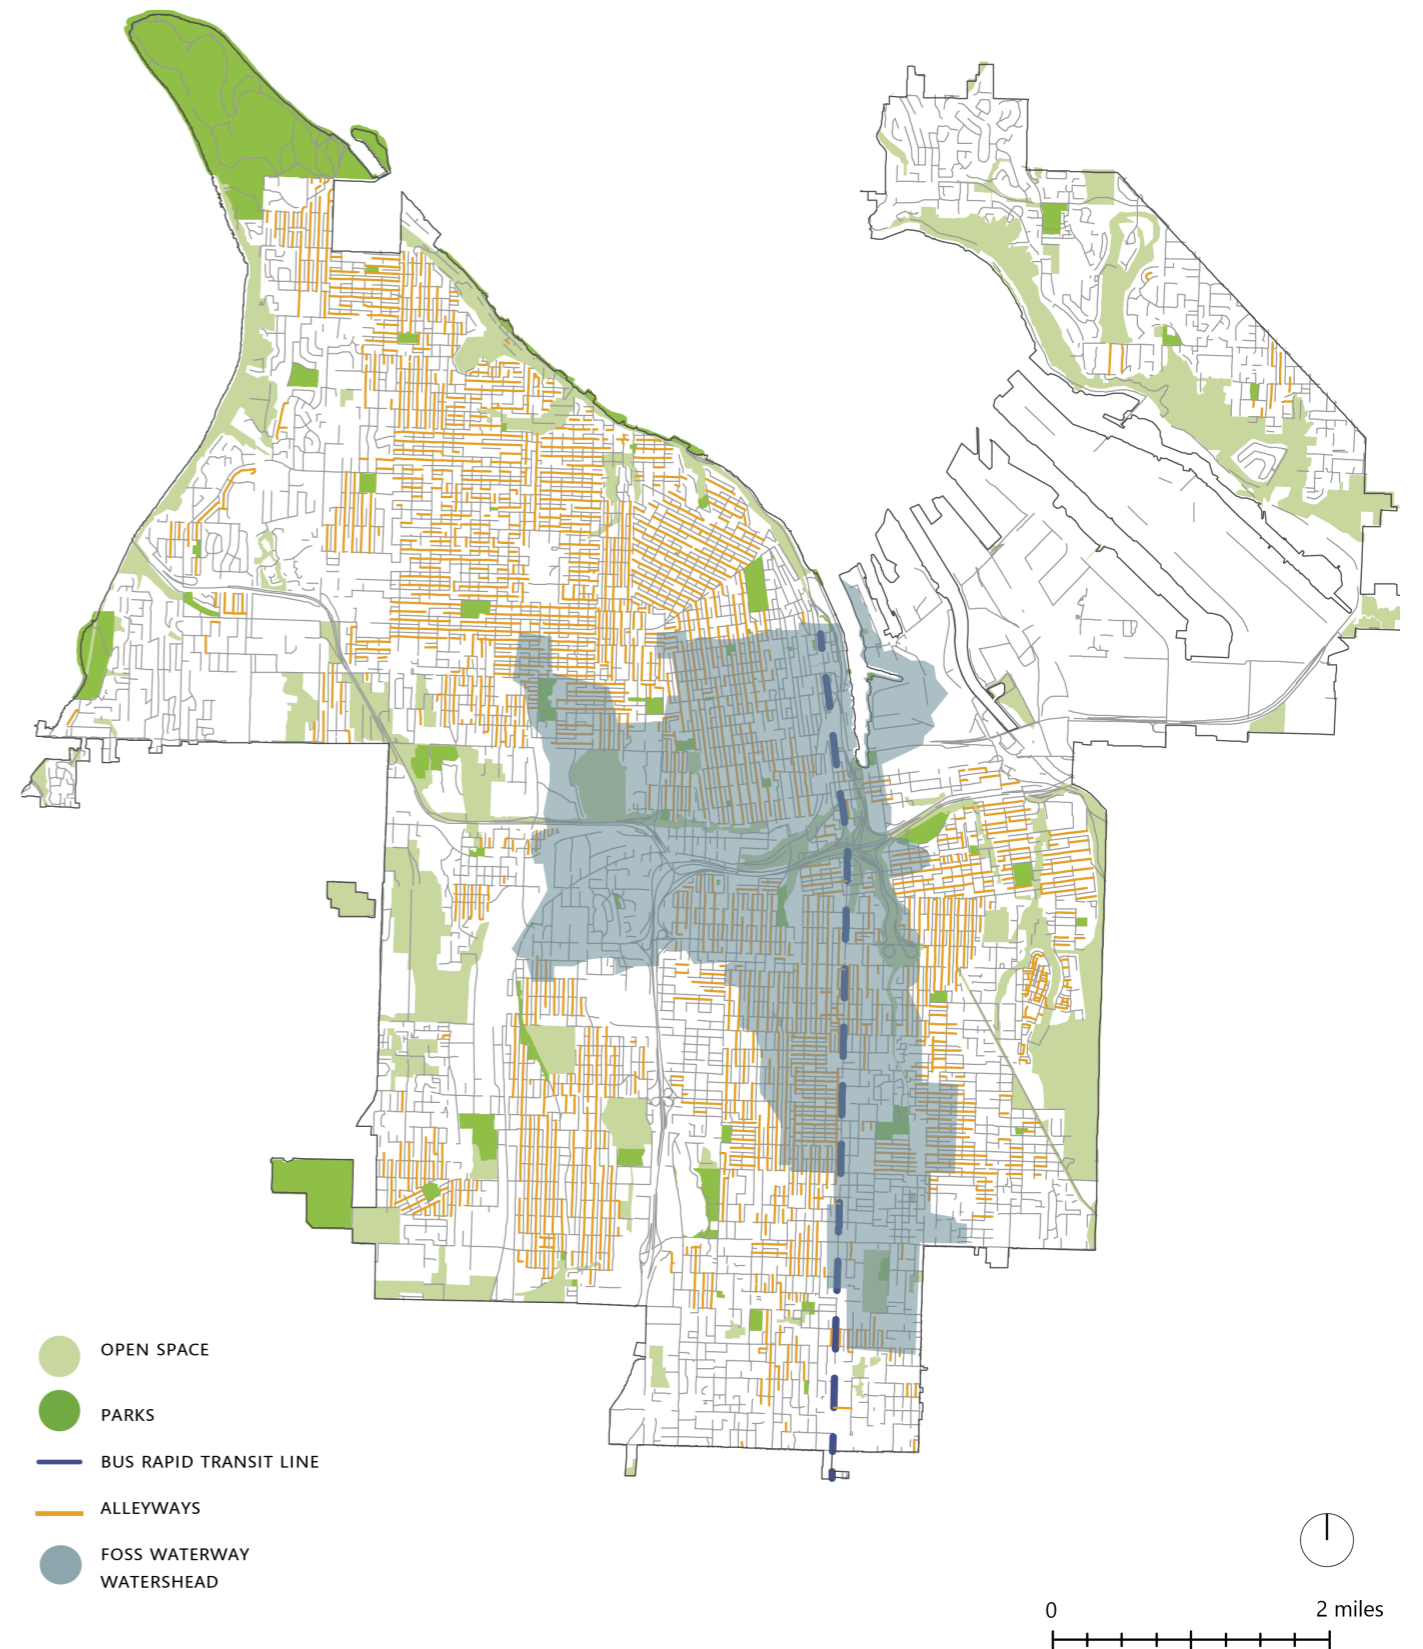 OPEN SPACE
PARKS
BUS RAPID TRANSIT LINE
ALLEYWAYS
FOSS WATERWAY
WATERSHEAD
0 2 miles